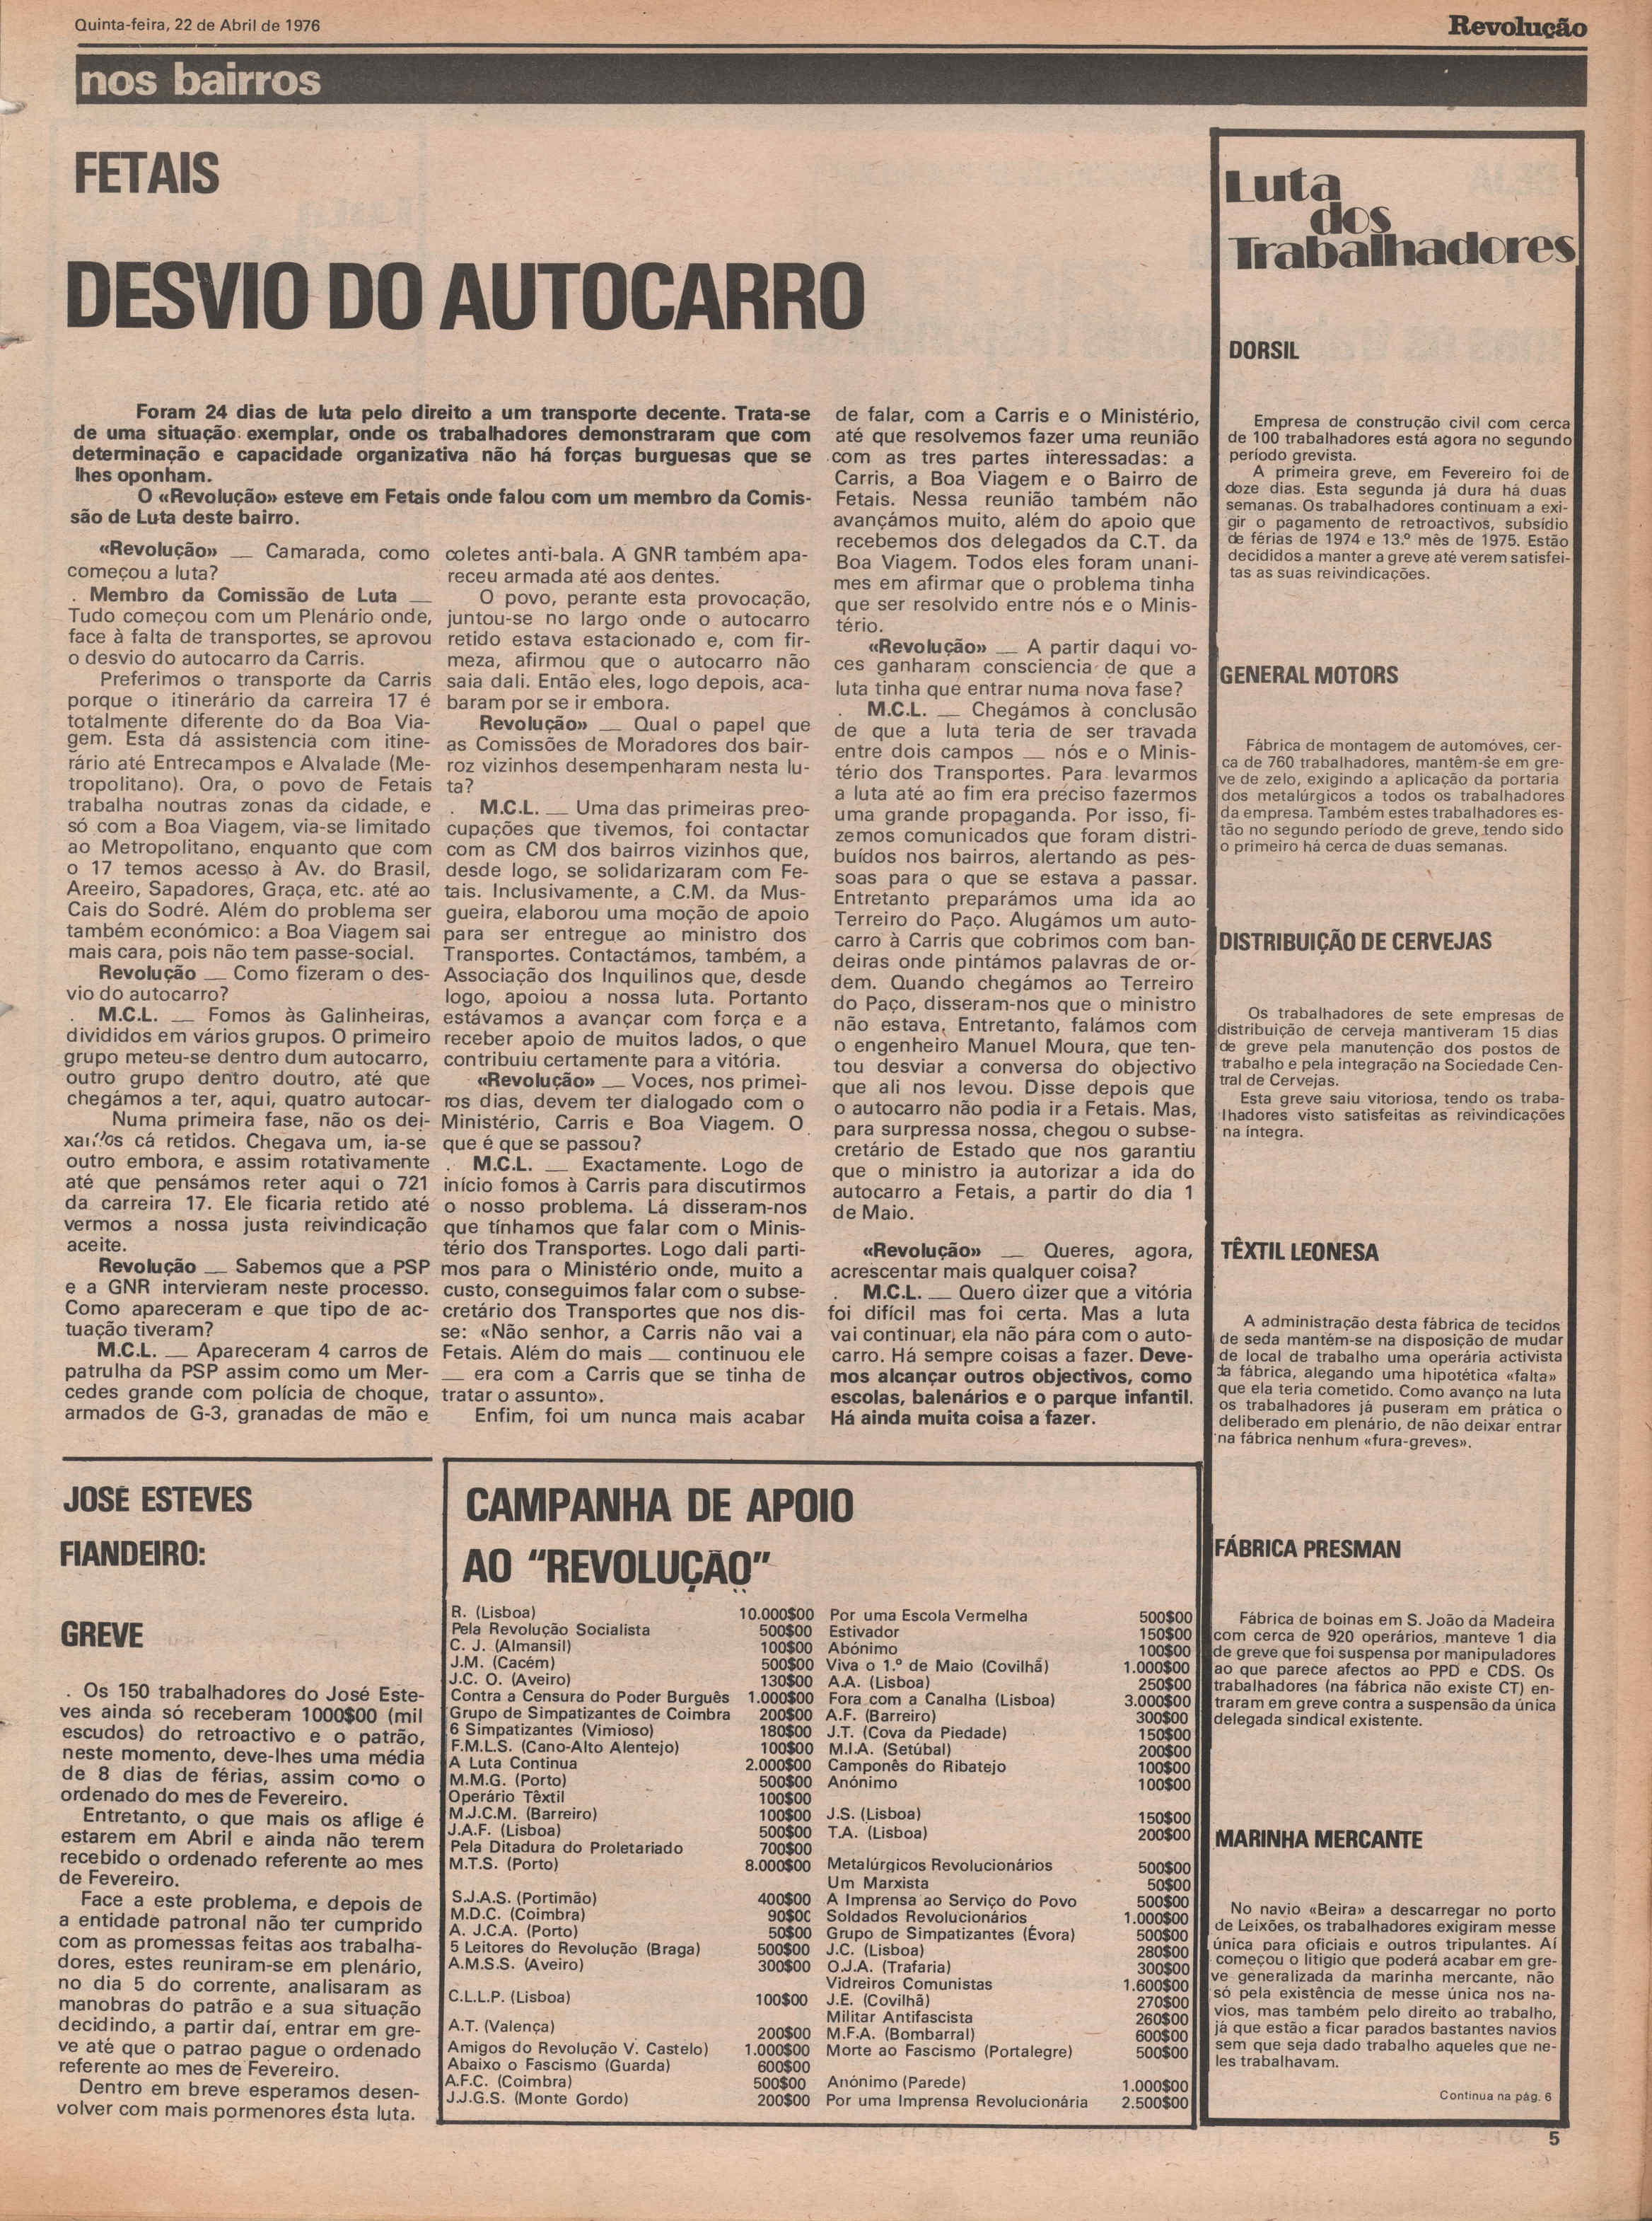 Quinta-feira, 22 de Abril de 1976
Revolução
nos bairros
FETAIS
DESVIO DO AUTOCARRO
Foram 24 dias de luta pelo direito a um transporte decente. Trata-se
de uma situação exemplar, onde os trabalhadores demonstraram que com
determinação e capacidade organizativa não há forças burguesas que se
lhes oponham.
O «Revolução» esteve em Fetais onde falou com um membro da Comis-
são de Luta deste bairro.
«Revolução» — Camarada, como
começou a luta?
. Membro da Comissão de Luta —
Tudo começou com um Plenário onde,
face à falta de transportes, se aprovou
o desvio do autocarro da Carris.
Preferimos o transporte da Carris
porque o itinerário da carreira 17 é
totalmente diferente do da Boa Via-
gem. Esta dá assistencia com itine-
rário até Entrecampos e Alvalade (Me-
tropolitano). Ora, o povo de Fetais
trabalha noutras zonas da cidade, e
só com a Boa Viagem, via-se limitado
ao Metropolitano, enquanto que com
o 17 temos acesso à Av. do Brasil,
Areeiro, Sapadores, Graça, etc. até ao
Cais do Sodré. Além do problema ser
também económico: a Boa Viagem sai
mais cara, pois não tem passe-social.
Revolução — Como fizeram o des-
vio do autocarro?
. M.C.L. — Fomos às Galinheiras,
divididos em vários grupos. O primeiro
grupo meteu-se dentro dum autocarro,
outro grupo dentro doutro, até que
chegámos a ter, aqui, quatro autocar-
Numa primeira fase, não os dei-
xamos cá retidos. Chegava um, ia-se
outro embora, e assim rotativamente
até que pensámos reter aqui o 721
da carreira 17. Ele ficaria retido até
vermos a nossa justa reivindicação
aceite.
Revolução — Sabemos que a PSP
e a GNR intervieram neste processo.
Como apareceram e que tipo de ac-
tuação tiveram?
M.C.L. — Apareceram 4 carros de
patrulha da PSP assim como um Mer-
cedes grande com polícia de choque,
armados de G-3, granadas de mão e
coletes anti-bala. A GNR também apa-
receu armada até aos dentes.
O povo, perante esta provocação,
juntou-se no largo onde o autocarro
retido estava estacionado e, com fir-
meza, afirmou que o autocarro não
saia dali. Então eles, logo depois, aca-
baram por se ir embora.
Revolução» — Qual o papel que
as Comissões de Moradores dos bair-
roz vizinhos desempenharam nesta lu-
ta?
. M.C.L. — Uma das primeiras preo-
cupações que tivemos, foi contactar
com as CM dos bairros vizinhos que,
desde logo, se solidarizaram com Fe-
tais. Inclusivamente, a C.M. da Mus-
gueira, elaborou uma moção de apoio
para ser entregue ao ministro dos
Transportes. Contactámos, também, a
Associação dos Inquilinos que, desde
logo, apoiou a nossa luta. Portanto
estávamos a avançar com força e a
receber apoio de muitos lados, o que
contribuiu certamente para a vitória.
«Revolução» — Voces, nos primei-
ros dias, devem ter dialogado com o
Ministério, Carris e Boa Viagem. O
que é que se passou?
. M.C.L. — Exactamente. Logo de
início fomos à Carris para discutirmos
o nosso problema. Lá disseram-nos
que tínhamos que falar com o Minis-
tério dos Transportes. Logo dali parti-
mos para o Ministério onde, muito a
custo, conseguimos falar com o subse-
cretário dos Transportes que nos dis-
se: «Não senhor, a Carris não vai a
Fetais. Além do mais — continuou ele
— era com a Carris que se tinha de
tratar o assunto».
Enfim, foi um nunca mais acabar
de falar, com a Carris e o Ministério,
até que resolvemos fazer uma reunião
com as tres partes interessadas: a
Carris, a Boa Viagem e o Bairro de
Fetais. Nessa reunião também não
avançámos muito, além do apoio que
recebemos dos delegados da C.T. da
Boa Viagem. Todos eles foram unani-
mes em afirmar que o problema tinha
que ser resolvido entre nós e o Minis-
tério.
«Revolução» — A partir daqui vo-
ces ganharam consciencia de que a
luta tinha que entrar numa nova fase?
. M.C.L. — Chegámos à conclusão
de que a luta teria de ser travada
entre dois campos — nós e o Minis-
tério dos Transportes. Para levarmos
a luta até ao fim era preciso fazermos
uma grande propaganda. Por isso, fi-
zemos comunicados que foram distri-
buídos nos bairros, alertando as pes-
soas para o que se estava a passar.
Entretanto preparámos uma ida ao
Terreiro do Paço. Alugámos um auto-
carro à Carris que cobrimos com ban-
deiras onde pintámos palavras de or-
dem. Quando chegámos ao Terreiro
do Paço, disseram-nos que o ministro
não estava. Entretanto, falámos com
o engenheiro Manuel Moura, que ten-
tou desviar a conversa do objectivo
que ali nos levou. Disse depois que
o autocarro não podia ir a Fetais. Mas,
para surpressa nossa, chegou o subse-
cretário de Estado que nos garantiu
que o ministro ia autorizar a ida do
autocarro a Fetais, a partir do dia 1
de Maio.
«Revolução» — Queres, agora,
acrescentar mais qualquer coisa?
. M.C.L. — Quero dizer que a vitória
foi difícil mas foi certa. Mas a luta
vai continuar, ela não pára com o auto-
carro. Há sempre coisas a fazer. Deve-
mos alcançar outros objectivos, como
escolas, balenários e o parque infantil.
Há ainda muita coisa a fazer.
JOSÉ ESTEVES
FIANDEIRO:
GREVE
. Os 150 trabalhadores do José Este-
ves ainda só receberam 1000$00 (mil
escudos) do retroactivo e o patrão,
neste momento, deve-lhes uma média
de 8 dias de férias, assim como o
ordenado do mes de Fevereiro.
Entretanto, o que mais os aflige é
estarem em Abril e ainda não terem
recebido o ordenado referente ao mes
de Fevereiro.
Face a este problema, e depois de
a entidade patronal não ter cumprido
com as promessas feitas aos trabalha-
dores, estes reuniram-se em plenário,
no dia 5 do corrente, analisaram as
manobras do patrão e a sua situação
decidindo, a partir daí, entrar em gre-
ve até que o patrao pague o ordenado
referente ao mes de Fevereiro.
Dentro em breve esperamos desen-
volver com mais pormenores esta luta.
CAMPANHA DE APOIO
AO "REVOLUÇÃO"
R. (Lisboa) 10.000$00
Pela Revolução Socialista 500$00
C. J. (Almansil) 100$00
J.M. (Cacém) 500$00
J.C. O. (Aveiro) 130$00
Contra a Censura do Poder Burguês 1.000$00
Grupo de Simpatizantes de Coimbra 200$00
6 Simpatizantes (Vimioso) 180$00
F.M.L.S. (Cano-Alto Alentejo) 100$00
A Luta Continua 2.000$00
M.M.G. (Porto) 500$00
Operário Têxtil 100$00
M.J.C.M. (Barreiro) 100$00
J.A.F. (Lisboa) 500$00
Pela Ditadura do Proletariado 700$00
M.T.S. (Porto) 8.000$00
S.J.A.S. (Portimão) 400$00
M.D.C. (Coimbra) 90$00
A. J.C.A. (Porto) 50$00
5 Leitores do Revolução (Braga) 500$00
A.M.S.S. (Aveiro) 300$00
C.L.L.P. (Lisboa) 100$00
A.T. (Valença) 200$00
Amigos do Revolução V. Castelo) 1.000$00
Abaixo o Fascismo (Guarda) 600$00
A.F.C. (Coimbra) 500$00
J.J.G.S. (Monte Gordo) 200$00
Por uma Escola Vermelha 500$00
Estivador 150$00
Abónimo 100$00
Viva o 1.º de Maio (Covilhã) 1.000$00
A.A. (Lisboa) 250$00
Fora com a Canalha (Lisboa) 3.000$00
A.F. (Barreiro) 300$00
J.T. (Cova da Piedade) 150$00
M.I.A. (Setúbal) 200$00
Camponês do Ribatejo 100$00
Anónimo 100$00
J.S. (Lisboa) 150$00
T.A. (Lisboa) 200$00
Metalúrgicos Revolucionários 500$00
Um Marxista 50$00
A Imprensa ao Serviço do Povo 500$00
Soldados Revolucionários 1.000$00
Grupo de Simpatizantes (Évora) 500$00
J.C. (Lisboa) 280$00
O.J.A. (Trafaria) 300$00
Vidreiros Comunistas 1.600$00
J.E. (Covilhã) 270$00
Militar Antifascista 260$00
M.F.A. (Bombarral) 600$00
Morte ao Fascismo (Portalegre) 500$00
Anónimo (Parede) 1.000$00
Por uma Imprensa Revolucionária 2.500$00
Luta
dos
Trabalhadores
DORSIL
Empresa de construção civil com cerca
de 100 trabalhadores está agora no segundo
período grevista.
A primeira greve, em Fevereiro foi de
doze dias. Esta segunda já dura há duas
semanas. Os trabalhadores continuam a exi-
gir o pagamento de retroactivos, subsídio
de férias de 1974 e 13.º mês de 1975. Estão
decididos a manter a greve até verem satisfei-
tas as suas reivindicações.
GENERAL MOTORS
Fábrica de montagem de automóves, cer-
ca de 760 trabalhadores, mantêm-se em gre-
ve de zelo, exigindo a aplicação da portaria
dos metalúrgicos a todos os trabalhadores
da empresa. Também estes trabalhadores es-
tão no segundo período de greve, tendo sido
o primeiro há cerca de duas semanas.
DISTRIBUIÇÃO DE CERVEJAS
Os trabalhadores de sete empresas de
distribuição de cerveja mantiveram 15 dias
de greve pela manutenção dos postos de
trabalho e pela integração na Sociedade Cen-
tral de Cervejas.
Esta greve saiu vitoriosa, tendo os traba-
lhadores visto satisfeitas as reivindicações
na íntegra.
TÊXTIL LEONESA
A administração desta fábrica de tecidos
de seda mantém-se na disposição de mudar
de local de trabalho uma operária activista
da fábrica, alegando uma hipotética «falta»
que ela teria cometido. Como avanço na luta
os trabalhadores já puseram em prática o
deliberado em plenário, de não deixar entrar
na fábrica nenhum «fura-greves».
FÁBRICA PRESMAN
Fábrica de boinas em S. João da Madeira
com cerca de 920 operários, manteve 1 dia
de greve que foi suspensa por manipuladores
ao que parece afectos ao PPD e CDS. Os
trabalhadores (na fábrica não existe CT) en-
traram em greve contra a suspensão da única
delegada sindical existente.
MARINHA MERCANTE
No navio «Beira» a descarregar no porto
de Leixões, os trabalhadores exigiram messe
única para oficiais e outros tripulantes. Aí
começou o litígio que poderá acabar em gre-
ve generalizada da marinha mercante, não
só pela existência de messe única nos na-
vios, mas também pelo direito ao trabalho,
já que estão a ficar parados bastantes navios
sem que seja dado trabalho aqueles que ne-
les trabalhavam.
Continua na pág. 6
5